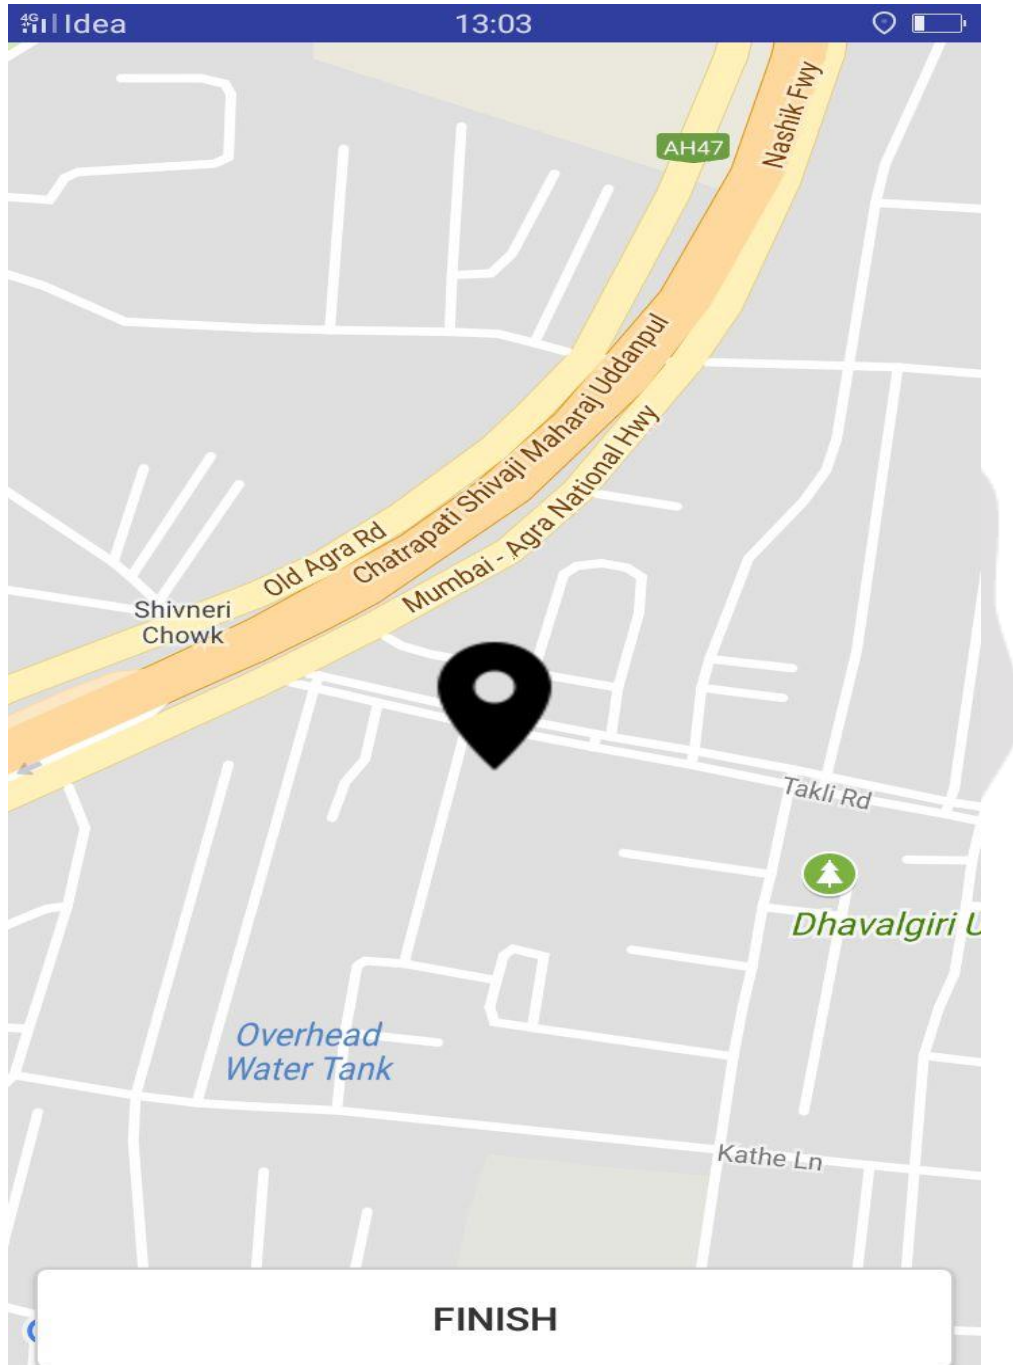 4G Idea
13:03
AH47
Nashik Fwy
Chatrapati Shivaji Maharaj Uddanpul
Mumbai - Agra National Hwy
Old Agra Rd
Shivneri
Chowk
Takli Rd
Dhavalgiri U
Overhead
Water Tank
Kathe Ln
FINISH